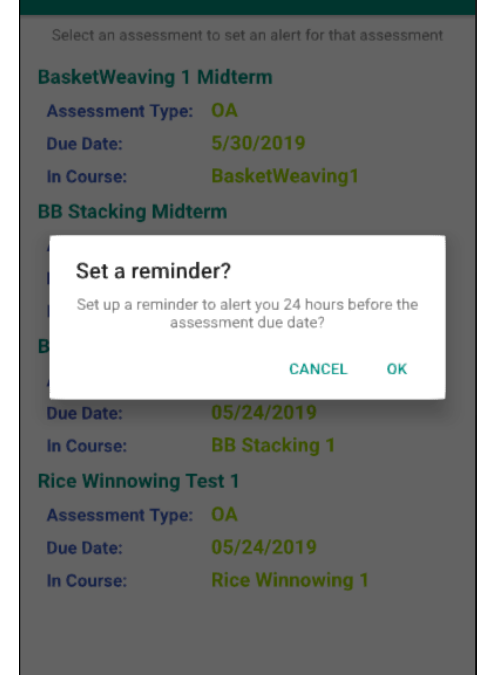 Select an assessment to set an alert for that assessment
BasketWeaving 1 Midterm
Assessment Type: OA
Due Date: 5/30/2019
In Course: BasketWeaving1
BB Stacking Midterm
Set a reminder?
Set up a reminder to alert you 24 hours before the
assessment due date?
CANCEL OK
Due Date: 05/24/2019
In Course: BB Stacking 1
Rice Winnowing Test 1
Assessment Type: OA
Due Date: 05/24/2019
In Course: Rice Winnowing 1